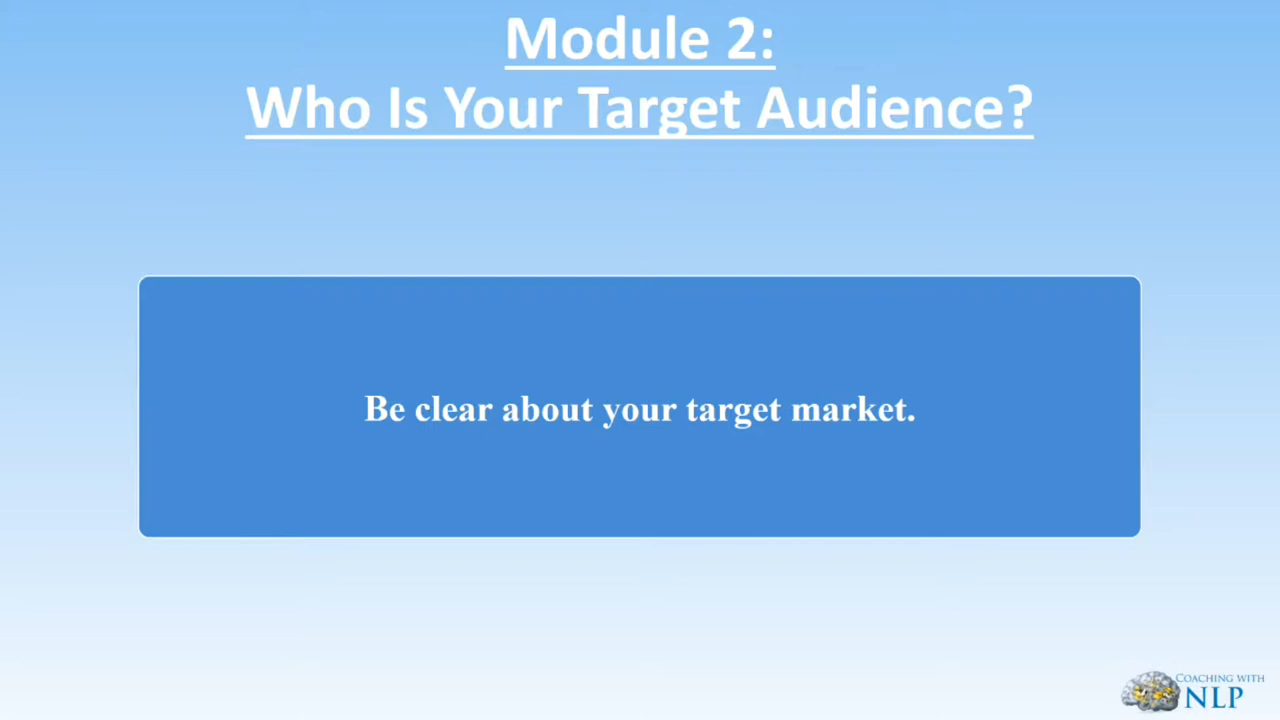 Module 2:
Who Is Your Target Audience?
Be clear about your target market.
COACHING WITH
NLP